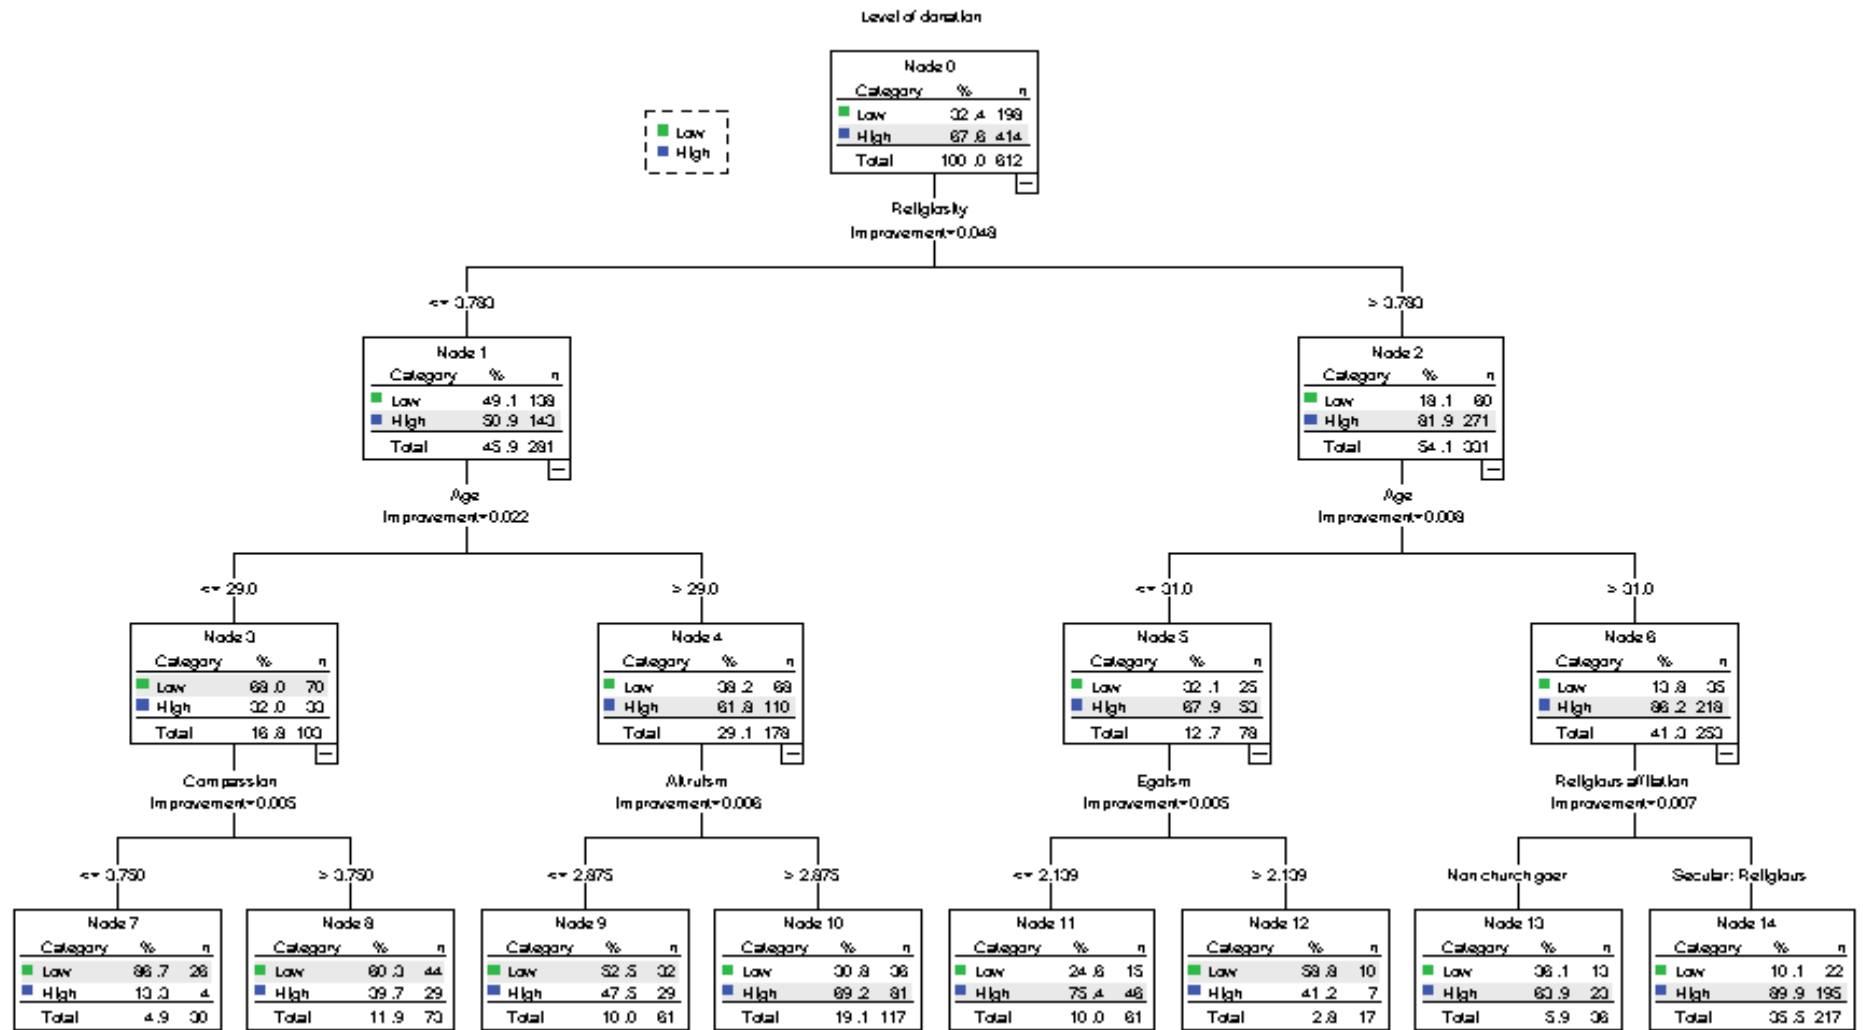 Level of donation
Node 0
Category % n
Low 32.4 198
High 67.6 414
Total 100.0 612
Low
High
Religiosity
Improvement=0.048
<= 3.783
> 3.783
Node 1
Category % n
Low 49.1 138
High 50.9 143
Total 45.9 281
Node 2
Category % n
Low 18.1 60
High 81.9 271
Total 54.1 331
Age
Improvement=0.022
Age
Improvement=0.008
<= 29.0
> 29.0
<= 31.0
> 31.0
Node 3
Category % n
Low 68.0 70
High 32.0 33
Total 16.8 103
Node 4
Category % n
Low 38.2 68
High 61.8 110
Total 29.1 178
Node 5
Category % n
Low 32.1 25
High 67.9 53
Total 12.7 78
Node 6
Category % n
Low 13.8 35
High 86.2 218
Total 41.3 253
Compassion
Improvement=0.005
Altruism
Improvement=0.006
Egoism
Improvement=0.005
Religious affiliation
Improvement=0.007
<= 3.750
> 3.750
<= 2.875
> 2.875
<= 2.139
> 2.139
Non church goer
Secular; Religious
Node 7
Category % n
Low 86.7 26
High 13.3 4
Total 4.9 30
Node 8
Category % n
Low 60.3 44
High 39.7 29
Total 11.9 73
Node 9
Category % n
Low 52.5 32
High 47.5 29
Total 10.0 61
Node 10
Category % n
Low 30.8 36
High 69.2 81
Total 19.1 117
Node 11
Category % n
Low 24.6 15
High 75.4 46
Total 10.0 61
Node 12
Category % n
Low 58.8 10
High 41.2 7
Total 2.8 17
Node 13
Category % n
Low 36.1 13
High 63.9 23
Total 5.9 36
Node 14
Category % n
Low 10.1 22
High 89.9 195
Total 35.5 217